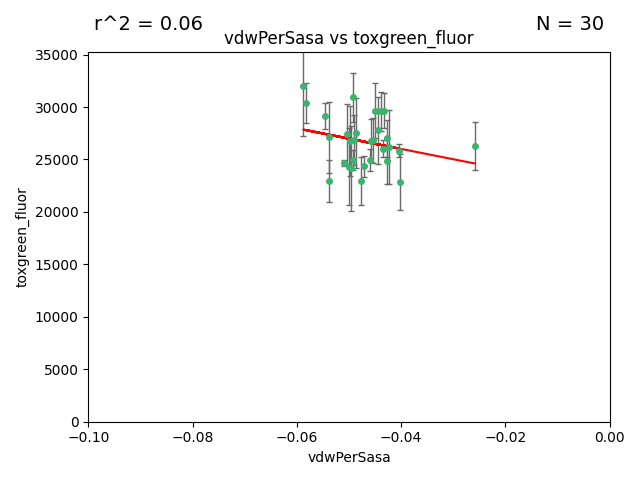 r^2 = 0.06
N = 30
vdwPerSasa vs toxgreen_fluor
35000
30000
25000
20000
15000
10000
5000
0
toxgreen_fluor
−0.10
−0.08
−0.06
−0.04
−0.02
0.00
vdwPerSasa